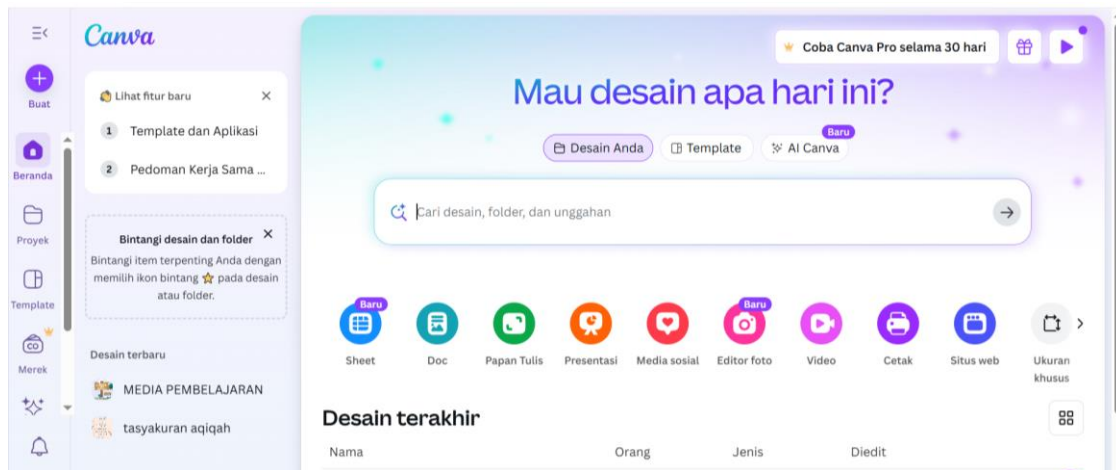 Buat
Beranda
Proyek
Template
CO
Merek
Canva
Lihat fitur baru
1 Template dan Aplikasi
2 Pedoman Kerja Sama ...
Bintangi desain dan folder
Bintangi item terpenting Anda dengan
memilih ikon bintang pada desain
atau folder.
Desain terbaru
MEDIA PEMBELAJARAN
tasyakuran aqiqah
Coba Canva Pro selama 30 hari
Mau desain apa hari ini?
Desain Anda
Template
AI Canva
Baru
Cari desain, folder, dan unggahan
Baru
Sheet
Doc
Papan Tulis
Presentasi
Media sosial
Baru
Editor foto
Video
Cetak
Situs web
Ukuran
khusus
Desain terakhir
Nama Orang Jenis Diedit